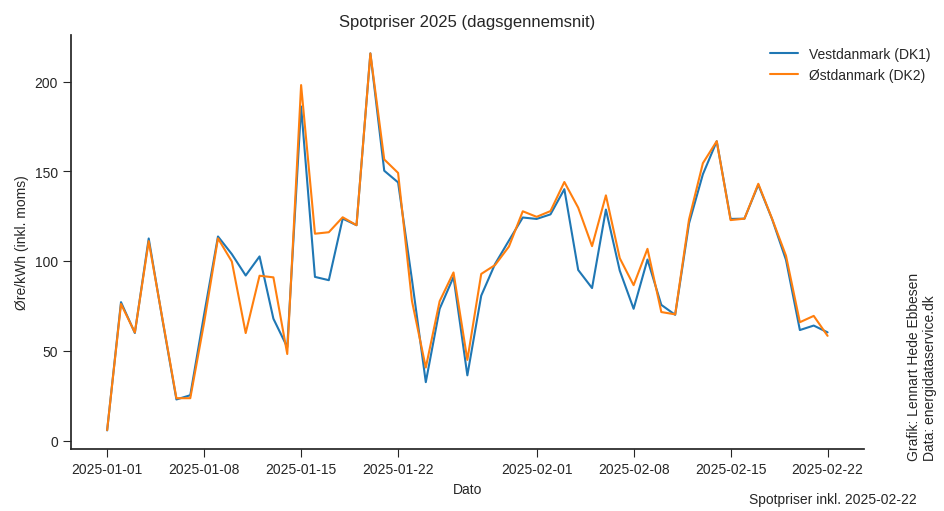 Spotpriser 2025 (dagsgennemsnit)
Vestdanmark (DK1)
Østdanmark (DK2)
Øre/kWh (inkl. moms)
200
150
100
50
0
2025-01-01
2025-01-08
2025-01-15
2025-01-22
2025-02-01
2025-02-08
2025-02-15
2025-02-22
Dato
Grafik: Lennart Hede Ebbesen
Data: energidataservice.dk
Spotpriser inkl. 2025-02-22